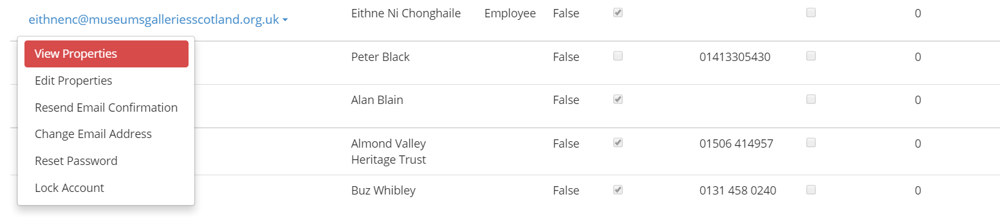 eithnenc@museumsgalleriesscotland.org.uk Eithne Ni Chonghaile Employee False 0
View Properties
Peter Black False 01413305430 0
Edit Properties
Resend Email Confirmation
Alan Blain False 0
Change Email Address
Almond Valley False 01506 414957 0
Heritage Trust
Reset Password
Lock Account
Buz Whibley False 0131 458 0240 0